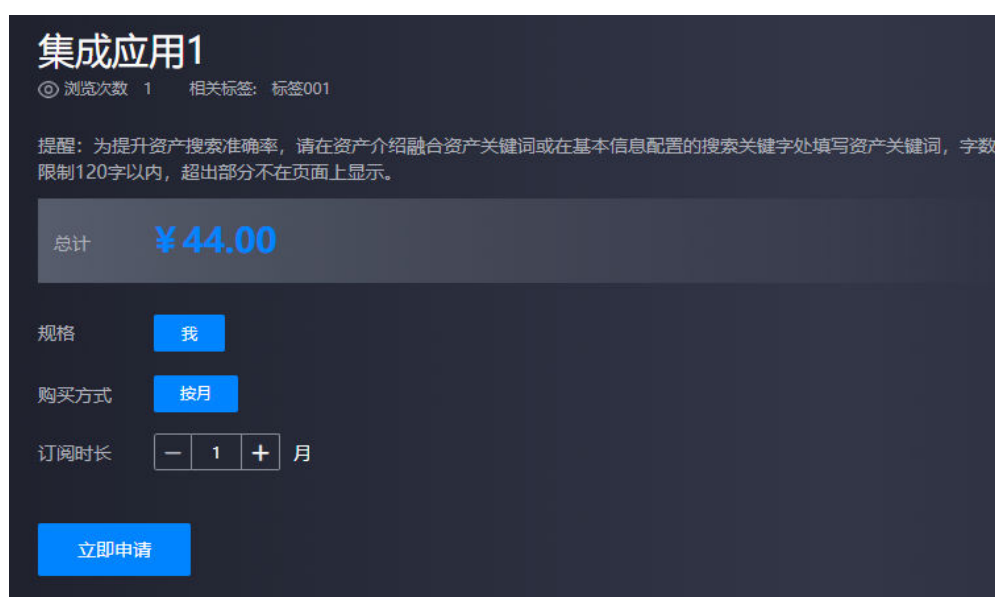 集成应用1
浏览次数 1 相关标签: 标签001
提醒：为提升资产搜索准确率，请在资产介绍融合资产关键词或在基本信息配置的搜索关键字处填写资产关键词，字数
限制120字以内，超出部分不在页面上显示。
总计 ¥44.00
规格 我
购买方式 按月
订阅时长 − 1 + 月
立即申请